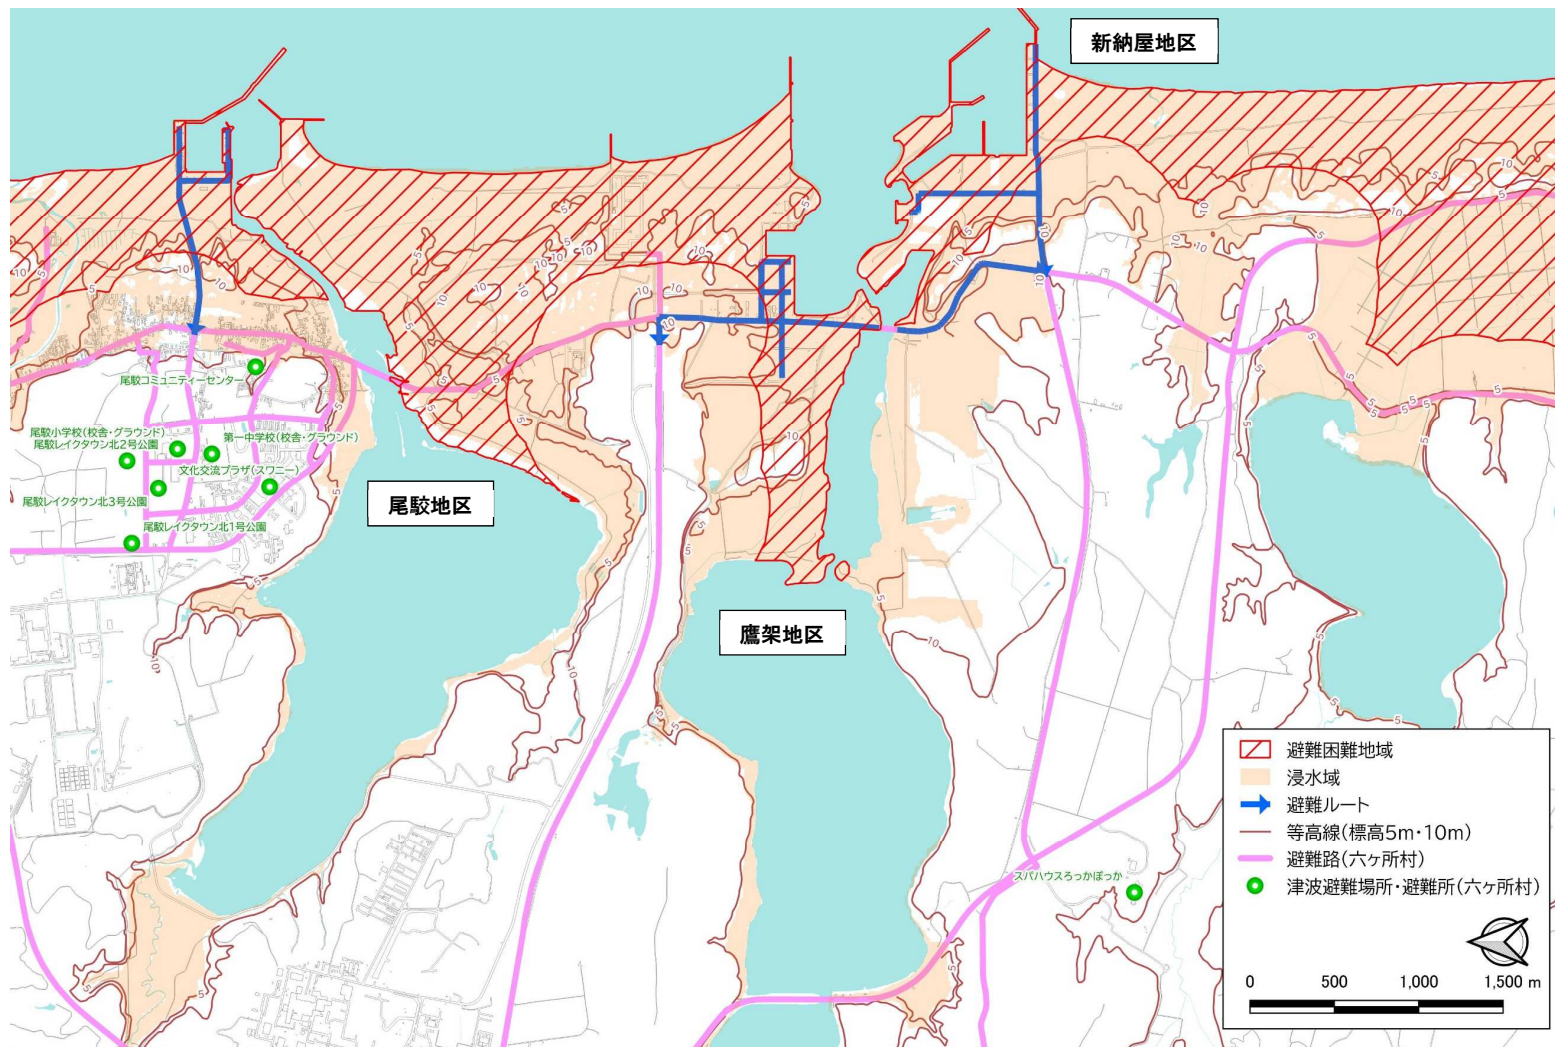 新納屋地区
尾駮コミュニティーセンター
尾駮小学校(校舎・グラウンド)
尾駮レイクタウン北2号公園
第一中学校(校舎・グラウンド)
文化交流プラザ(スワニー)
尾駮レイクタウン北3号公園
尾駮レイクタウン北1号公園
尾駮地区
鷹架地区
スパハウスろっかぽっか
避難困難地域
浸水域
避難ルート
等高線(標高5m・10m)
避難路(六ヶ所村)
津波避難場所・避難所(六ヶ所村)
0 500 1,000 1,500 m